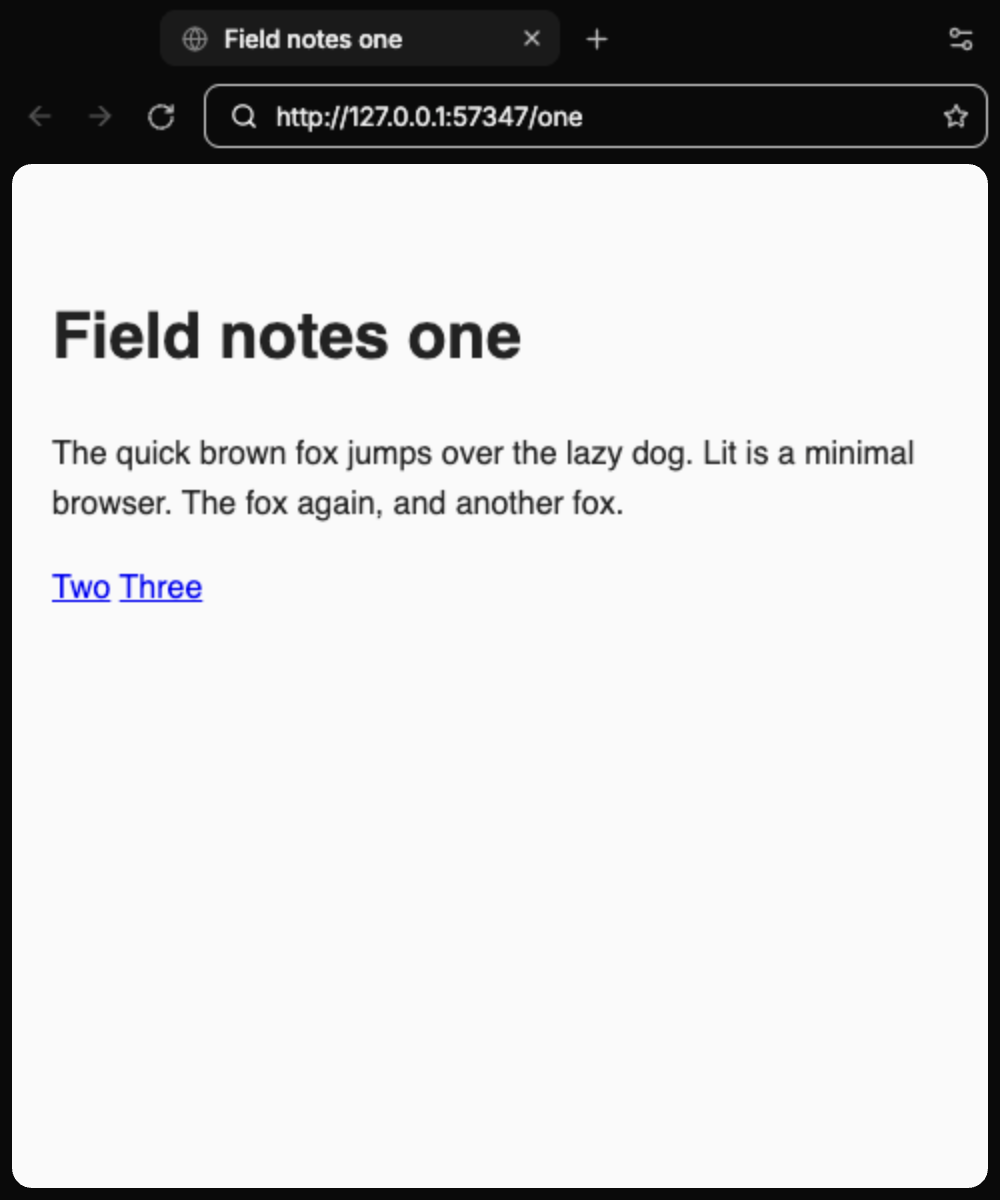 Field notes one
http://127.0.0.1:57347/one
Field notes one
The quick brown fox jumps over the lazy dog. Lit is a minimal
browser. The fox again, and another fox.
Two Three